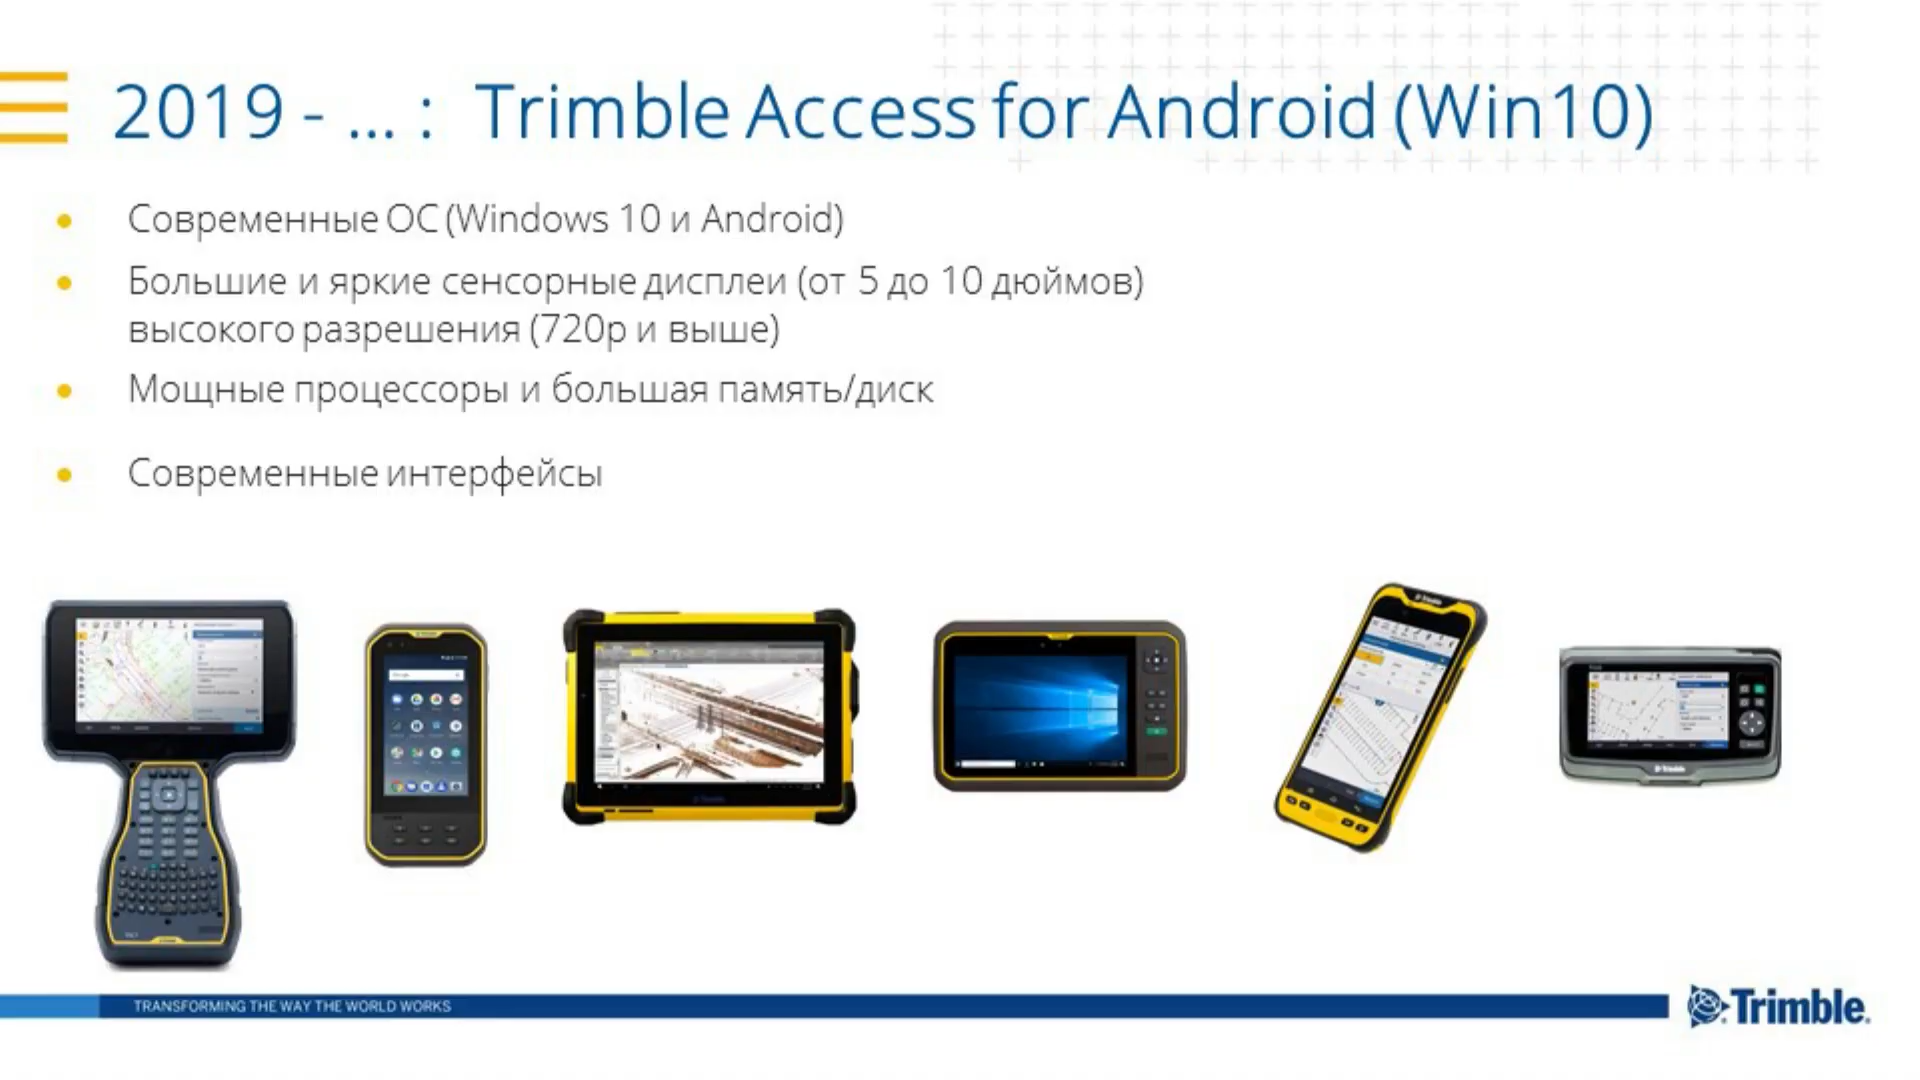 2019 - ... : Trimble Access for Android (Win10)
Современные ОС (Windows 10 и Android)
Большие и яркие сенсорные дисплеи (от 5 до 10 дюймов)
высокого разрешения (720p и выше)
Мощные процессоры и большая память/диск
Современные интерфейсы
TRANSFORMING THE WAY THE WORLD WORKS
Trimble